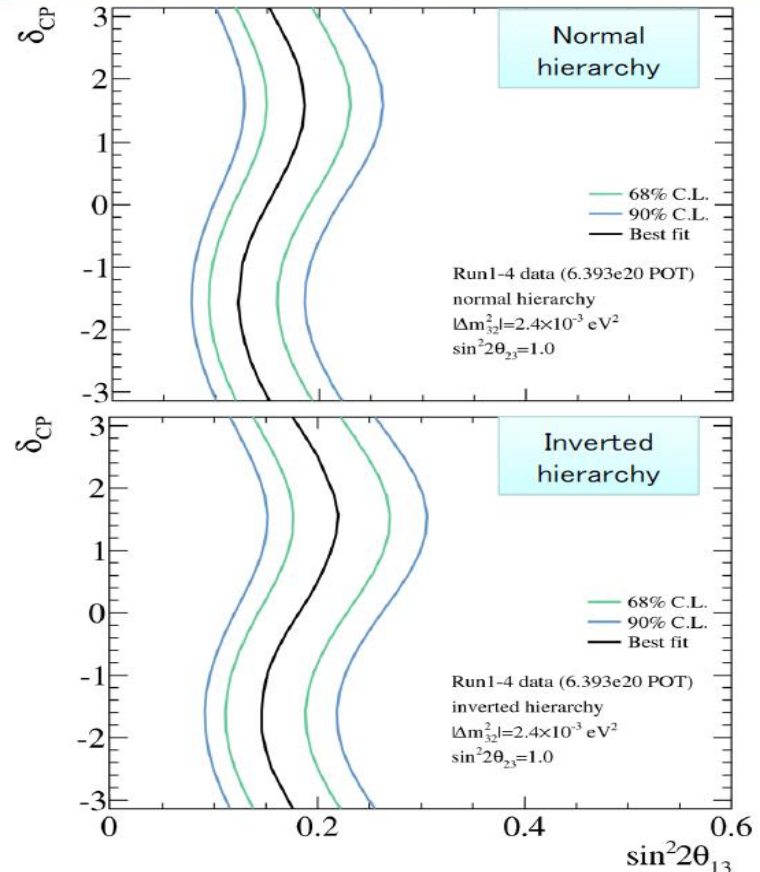 δCP
3
2
1
0
-1
-2
-3
Normal
hierarchy
68% C.L.
90% C.L.
Best fit
Run1-4 data (6.393e20 POT)
normal hierarchy
|Δm²₃₂|=2.4×10⁻³ eV²
sin²2θ₂₃=1.0
δCP
3
2
1
0
-1
-2
-3
Inverted
hierarchy
68% C.L.
90% C.L.
Best fit
Run1-4 data (6.393e20 POT)
inverted hierarchy
|Δm²₃₂|=2.4×10⁻³ eV²
sin²2θ₂₃=1.0
0 0.2 0.4 0.6
sin²2θ₁₃